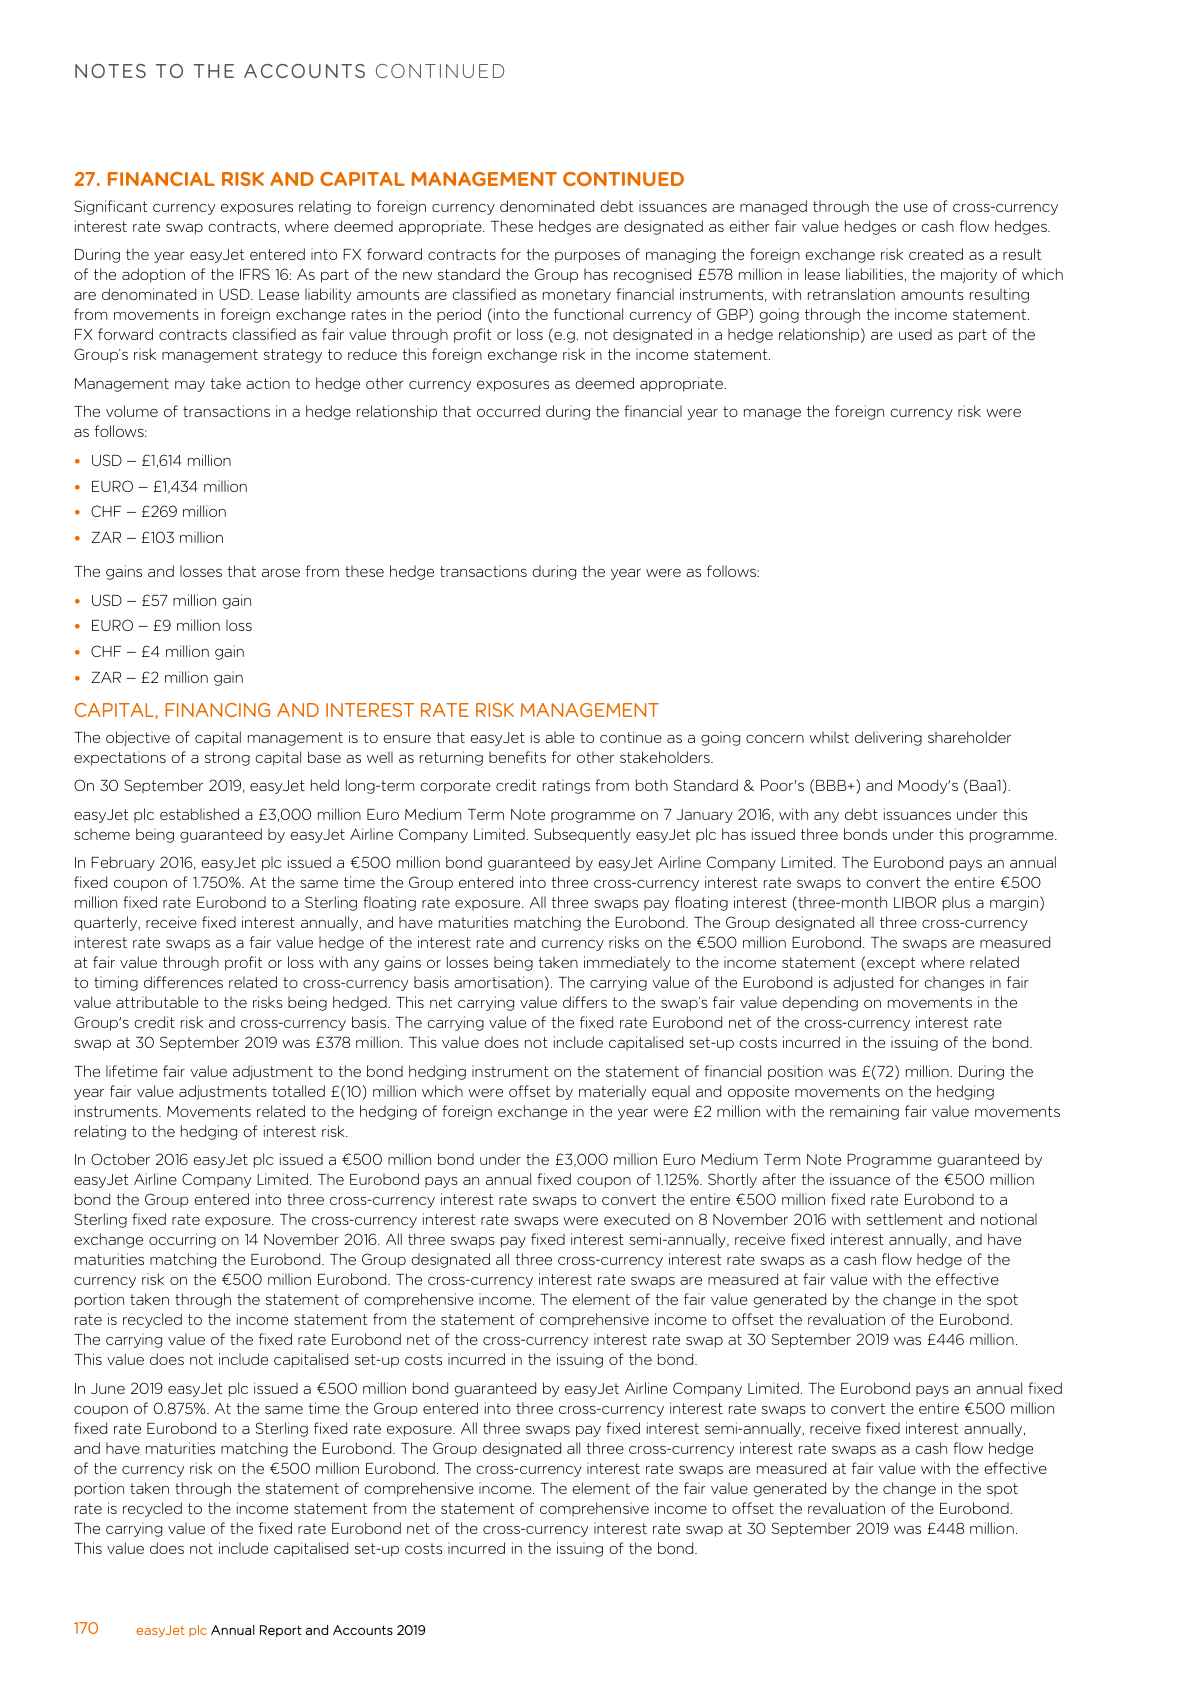 NOTES TO THE ACCOUNTS CONTINUED
27. FINANCIAL RISK AND CAPITAL MANAGEMENT CONTINUED
Significant currency exposures relating to foreign currency denominated debt issuances are managed through the use of cross-currency
interest rate swap contracts, where deemed appropriate. These hedges are designated as either fair value hedges or cash flow hedges.
During the year easyJet entered into FX forward contracts for the purposes of managing the foreign exchange risk created as a result
of the adoption of the IFRS 16: As part of the new standard the Group has recognised £578 million in lease liabilities, the majority of which
are denominated in USD. Lease liability amounts are classified as monetary financial instruments, with retranslation amounts resulting
from movements in foreign exchange rates in the period (into the functional currency of GBP) going through the income statement.
FX forward contracts classified as fair value through profit or loss (e.g. not designated in a hedge relationship) are used as part of the
Group's risk management strategy to reduce this foreign exchange risk in the income statement.
Management may take action to hedge other currency exposures as deemed appropriate.
The volume of transactions in a hedge relationship that occurred during the financial year to manage the foreign currency risk were
as follows:
• USD – £1,614 million
• EURO – £1,434 million
• CHF – £269 million
• ZAR – £103 million
The gains and losses that arose from these hedge transactions during the year were as follows:
• USD – £57 million gain
• EURO – £9 million loss
• CHF – £4 million gain
• ZAR – £2 million gain
CAPITAL, FINANCING AND INTEREST RATE RISK MANAGEMENT
The objective of capital management is to ensure that easyJet is able to continue as a going concern whilst delivering shareholder
expectations of a strong capital base as well as returning benefits for other stakeholders.
On 30 September 2019, easyJet held long-term corporate credit ratings from both Standard & Poor's (BBB+) and Moody's (Baa1).
easyJet plc established a £3,000 million Euro Medium Term Note programme on 7 January 2016, with any debt issuances under this
scheme being guaranteed by easyJet Airline Company Limited. Subsequently easyJet plc has issued three bonds under this programme.
In February 2016, easyJet plc issued a €500 million bond guaranteed by easyJet Airline Company Limited. The Eurobond pays an annual
fixed coupon of 1.750%. At the same time the Group entered into three cross-currency interest rate swaps to convert the entire €500
million fixed rate Eurobond to a Sterling floating rate exposure. All three swaps pay floating interest (three-month LIBOR plus a margin)
quarterly, receive fixed interest annually, and have maturities matching the Eurobond. The Group designated all three cross-currency
interest rate swaps as a fair value hedge of the interest rate and currency risks on the €500 million Eurobond. The swaps are measured
at fair value through profit or loss with any gains or losses being taken immediately to the income statement (except where related
to timing differences related to cross-currency basis amortisation). The carrying value of the Eurobond is adjusted for changes in fair
value attributable to the risks being hedged. This net carrying value differs to the swap's fair value depending on movements in the
Group's credit risk and cross-currency basis. The carrying value of the fixed rate Eurobond net of the cross-currency interest rate
swap at 30 September 2019 was £378 million. This value does not include capitalised set-up costs incurred in the issuing of the bond.
The lifetime fair value adjustment to the bond hedging instrument on the statement of financial position was £(72) million. During the
year fair value adjustments totalled £(10) million which were offset by materially equal and opposite movements on the hedging
instruments. Movements related to the hedging of foreign exchange in the year were £2 million with the remaining fair value movements
relating to the hedging of interest risk.
In October 2016 easyJet plc issued a €500 million bond under the £3,000 million Euro Medium Term Note Programme guaranteed by
easyJet Airline Company Limited. The Eurobond pays an annual fixed coupon of 1.125%. Shortly after the issuance of the €500 million
bond the Group entered into three cross-currency interest rate swaps to convert the entire €500 million fixed rate Eurobond to a
Sterling fixed rate exposure. The cross-currency interest rate swaps were executed on 8 November 2016 with settlement and notional
exchange occurring on 14 November 2016. All three swaps pay fixed interest semi-annually, receive fixed interest annually, and have
maturities matching the Eurobond. The Group designated all three cross-currency interest rate swaps as a cash flow hedge of the
currency risk on the €500 million Eurobond. The cross-currency interest rate swaps are measured at fair value with the effective
portion taken through the statement of comprehensive income. The element of the fair value generated by the change in the spot
rate is recycled to the income statement from the statement of comprehensive income to offset the revaluation of the Eurobond.
The carrying value of the fixed rate Eurobond net of the cross-currency interest rate swap at 30 September 2019 was £446 million.
This value does not include capitalised set-up costs incurred in the issuing of the bond.
In June 2019 easyJet plc issued a €500 million bond guaranteed by easyJet Airline Company Limited. The Eurobond pays an annual fixed
coupon of 0.875%. At the same time the Group entered into three cross-currency interest rate swaps to convert the entire €500 million
fixed rate Eurobond to a Sterling fixed rate exposure. All three swaps pay fixed interest semi-annually, receive fixed interest annually,
and have maturities matching the Eurobond. The Group designated all three cross-currency interest rate swaps as a cash flow hedge
of the currency risk on the €500 million Eurobond. The cross-currency interest rate swaps are measured at fair value with the effective
portion taken through the statement of comprehensive income. The element of the fair value generated by the change in the spot
rate is recycled to the income statement from the statement of comprehensive income to offset the revaluation of the Eurobond.
The carrying value of the fixed rate Eurobond net of the cross-currency interest rate swap at 30 September 2019 was £448 million.
This value does not include capitalised set-up costs incurred in the issuing of the bond.
170 easyJet plc Annual Report and Accounts 2019